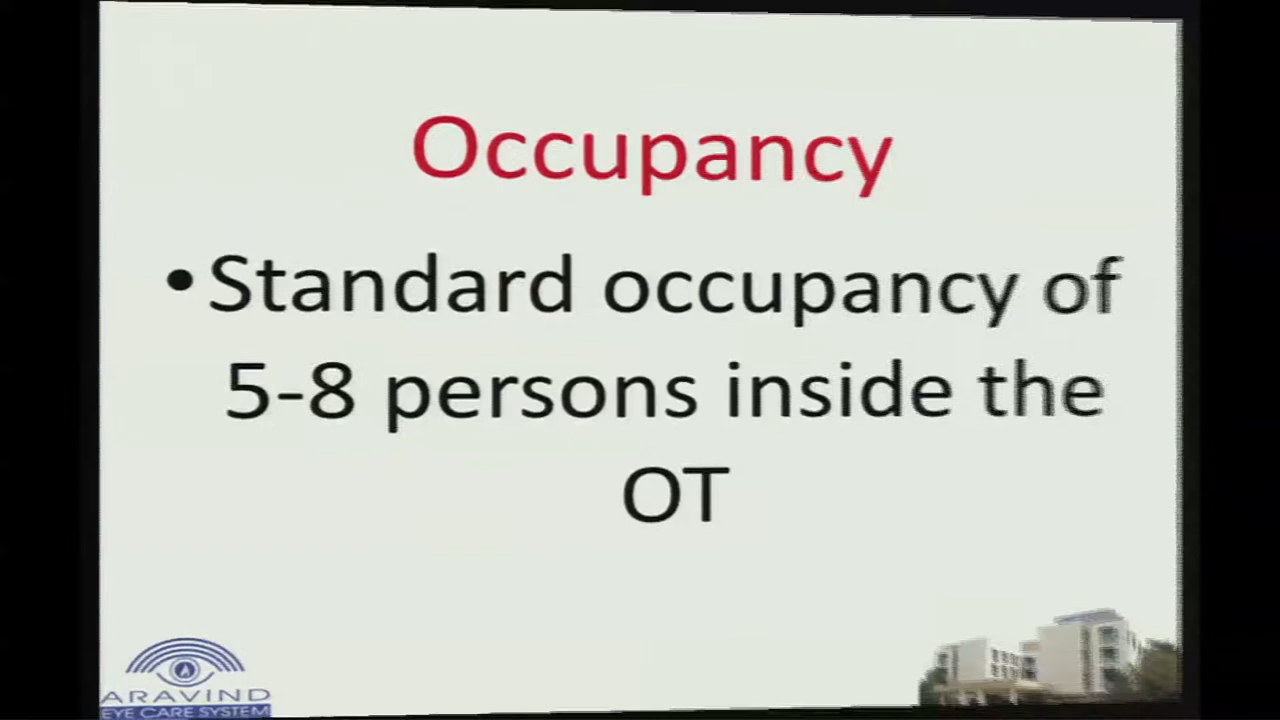 Occupancy
• Standard occupancy of
5-8 persons inside the
OT
ARAVIND
EYE CARE SYSTEM